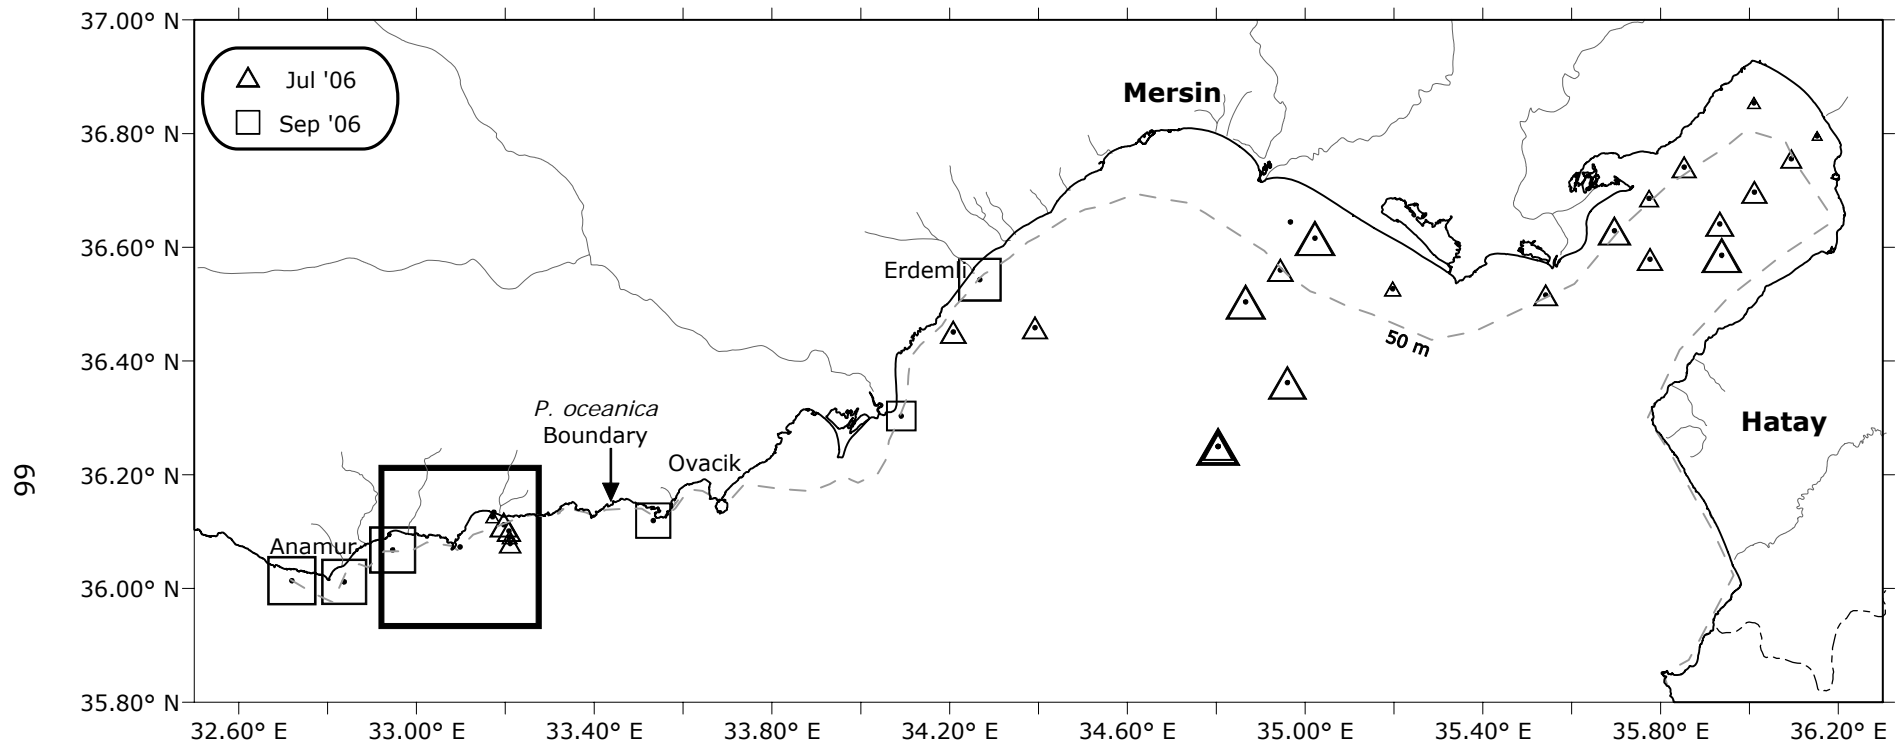 37.00° N
Jul '06
Sep '06
Mersin
36.80° N
36.60° N
Erdemli
50 m
36.40° N
P. oceanica
Boundary
Hatay
Ovacik
66
36.20° N
Anamur
36.00° N
35.80° N
32.60° E
33.00° E
33.40° E
33.80° E
34.20° E
34.60° E
35.00° E
35.40° E
35.80° E
36.20° E